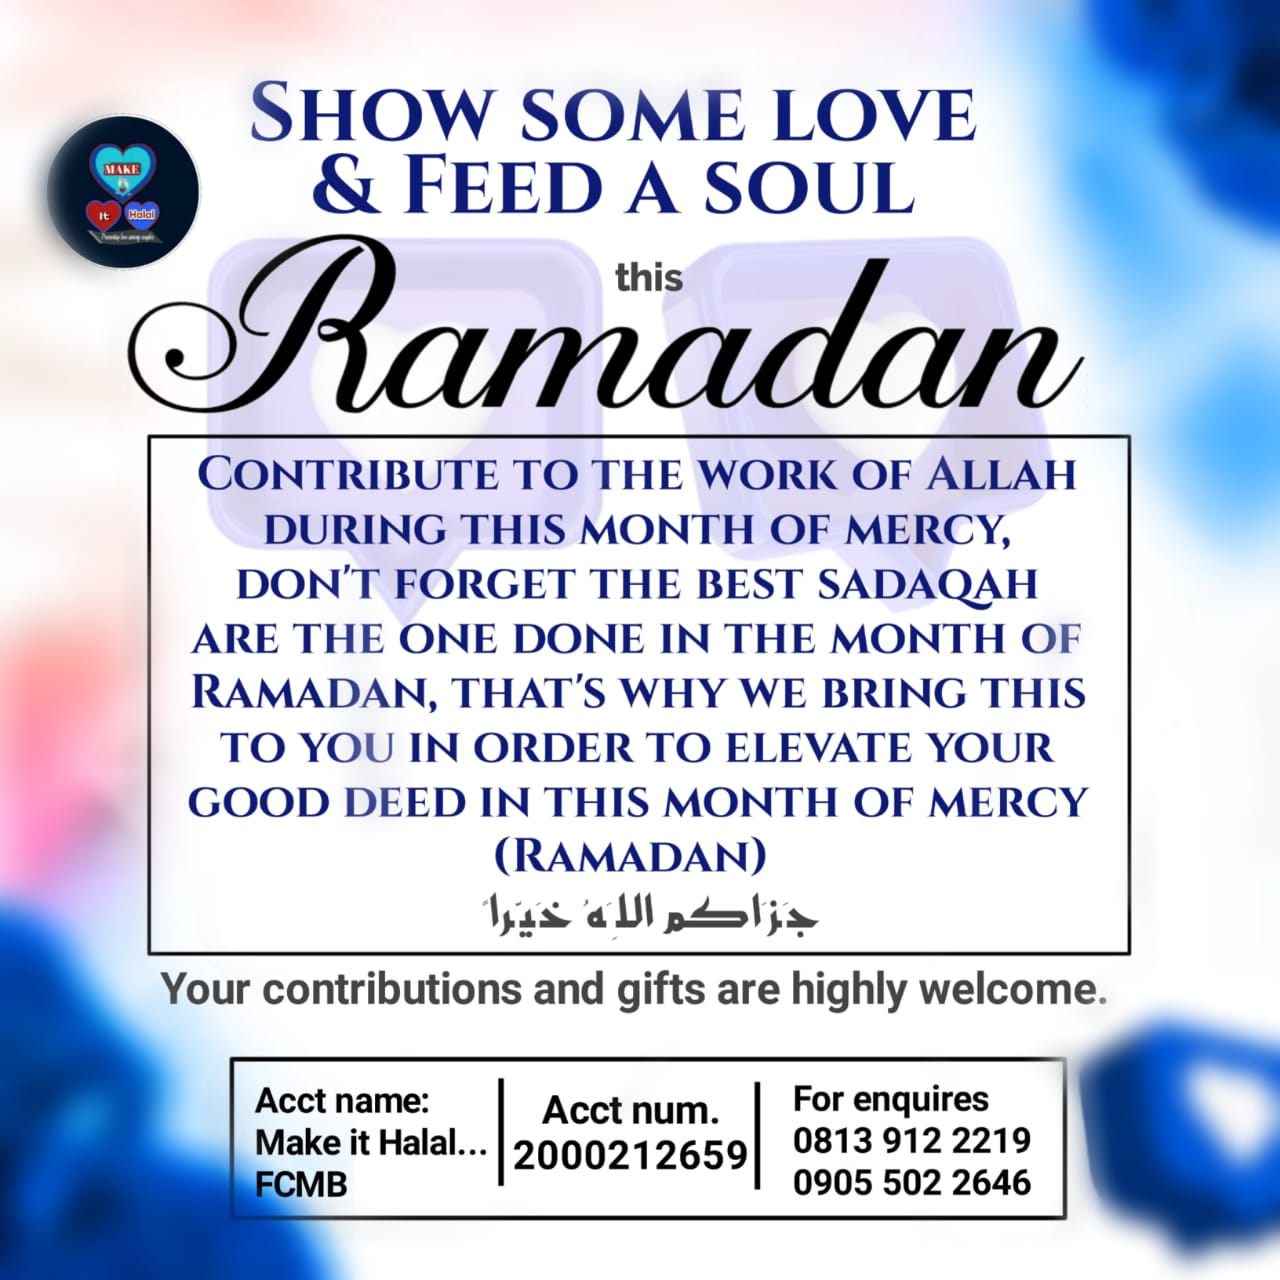 MAKE
It Halal
SHOW SOME LOVE
& FEED A SOUL
this
Ramadan
CONTRIBUTE TO THE WORK OF ALLAH
DURING THIS MONTH OF MERCY,
DON'T FORGET THE BEST SADAQAH
ARE THE ONE DONE IN THE MONTH OF
RAMADAN, THAT'S WHY WE BRING THIS
TO YOU IN ORDER TO ELEVATE YOUR
GOOD DEED IN THIS MONTH OF MERCY
(RAMADAN)
جَزَاكم اللهُ خَيّراً
Your contributions and gifts are highly welcome.
Acct name:
Make it Halal...
FCMB
Acct num.
2000212659
For enquires
0813 912 2219
0905 502 2646